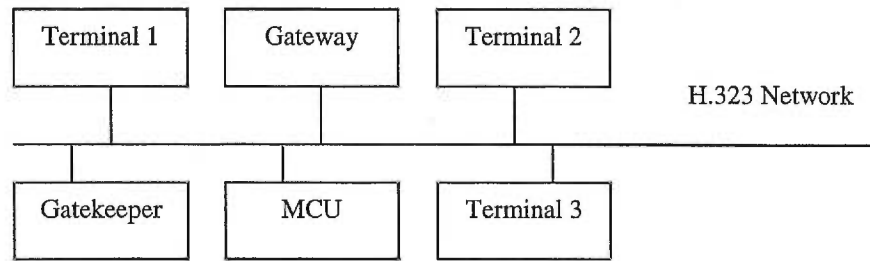 Terminal 1
Gateway
Terminal 2
H.323 Network
Gatekeeper
MCU
Terminal 3